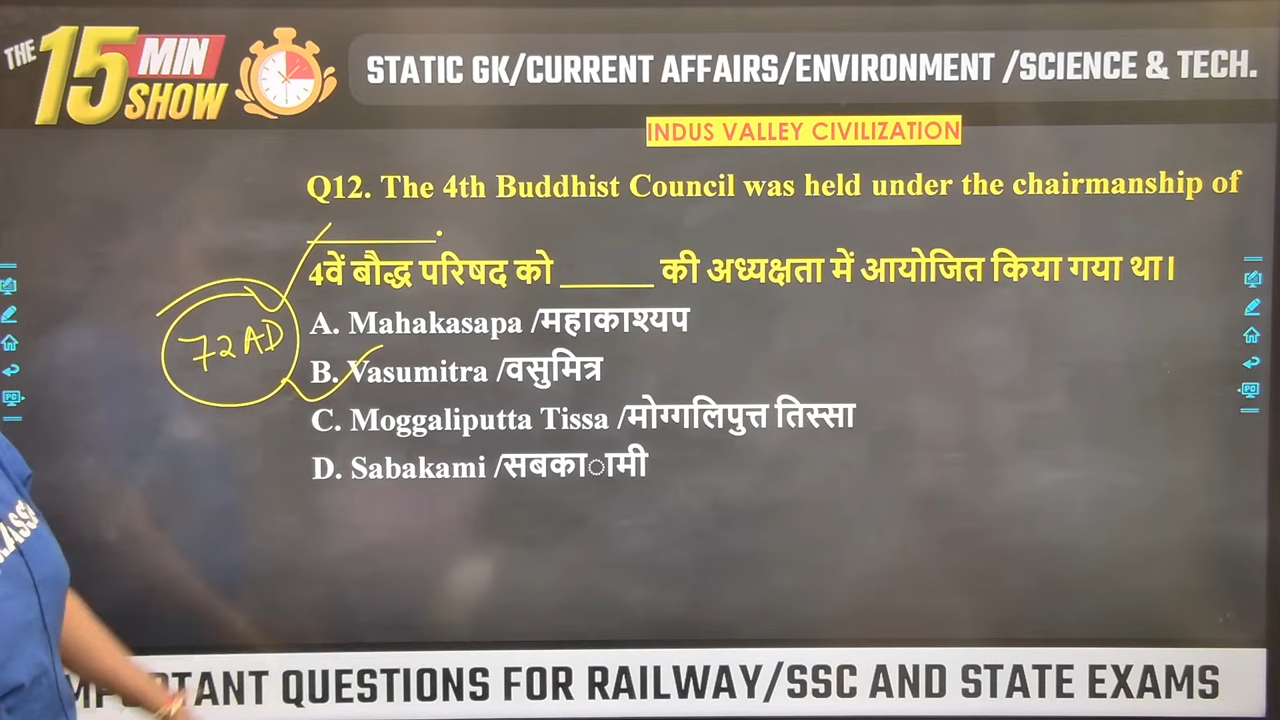 THE 15 MIN SHOW
STATIC GK/CURRENT AFFAIRS/ENVIRONMENT /SCIENCE & TECH.
INDUS VALLEY CIVILIZATION
Q12. The 4th Buddhist Council was held under the chairmanship of
____________.
4वें बौद्ध परिषद को _______ की अध्यक्षता में आयोजित किया गया था।
72 AD
A. Mahakasapa /महाकाश्यप
B. Vasumitra /वसुमित्र
C. Moggaliputta Tissa /मोग्गलिपुत्त तिस्सा
D. Sabakami /सबकाामी
IMPORTANT QUESTIONS FOR RAILWAY/SSC AND STATE EXAMS